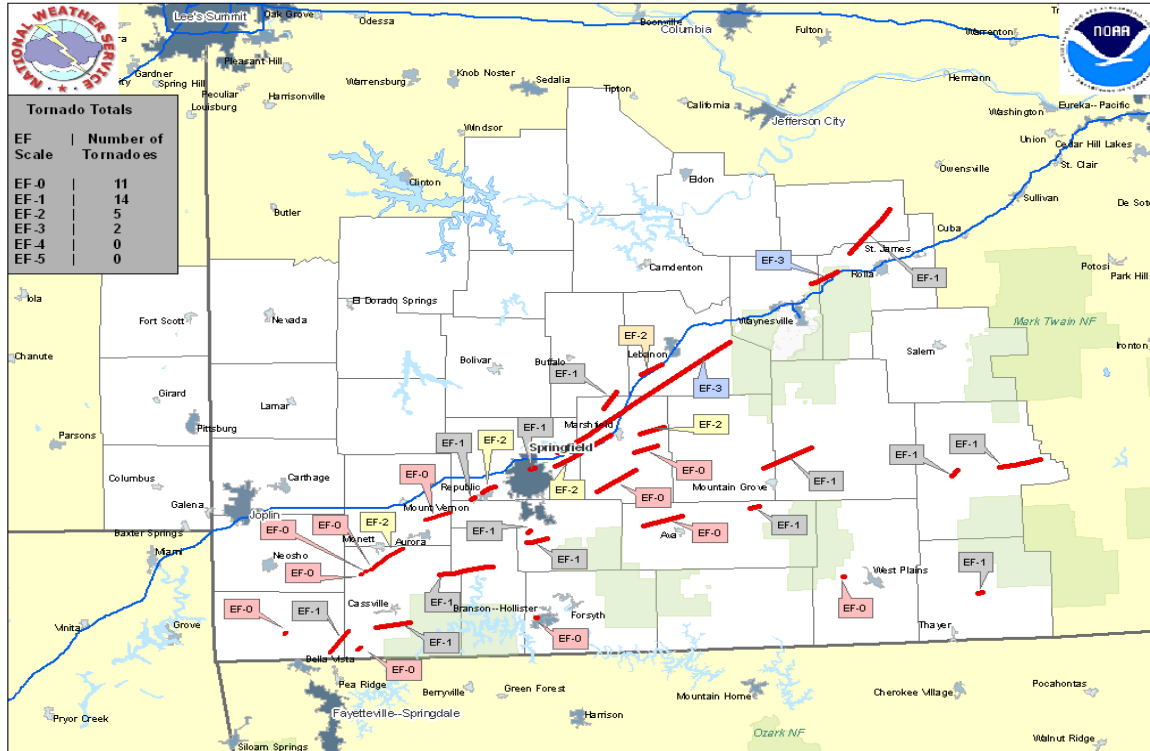 NATIONAL WEATHER SERVICE
NOAA
Lee's Summit
Oak Grove
Odessa
Boonville
Columbia
Fulton
Warrenton
Gardner
Spring Hill
Pleasant Hill
Peculiar
Louisburg
Harrisonville
Warrensburg
Knob Noster
Sedalia
Tipton
California
Jefferson City
Hermann
Washington
Eureka--Pacific
Union
Cedar Hill Lakes
St. Clair
Tornado Totals
EF | Number of
Scale Tornadoes
EF-0 | 11
EF-1 | 14
EF-2 | 5
EF-3 | 2
EF-4 | 0
EF-5 | 0
Windsor
Clinton
Butler
Eldon
Owensville
Sullivan
De Soto
Cuba
St. James
Rolla
EF-3
EF-1
Potosi
Park Hill
Camdenton
Iola
Fort Scott
Nevada
El Dorado Springs
Waynesville
Mark Twain NF
Chanute
Bolivar
Buffalo
EF-2
Lebanon
Salem
Ironton
EF-1
EF-3
Girard
Lamar
Pittsburg
Parsons
Marshfield
EF-2
EF-1
Springfield
EF-1
EF-2
EF-0
EF-1
EF-1
EF-1
Columbus
Carthage
Republic
EF-0
EF-2
EF-0
Mountain Grove
Galena
Joplin
Mount Vernon
EF-1
Baxter Springs
EF-0
EF-2
Monett
Aurora
EF-1
Ava
EF-0
EF-1
Miami
EF-0
Neosho
EF-0
EF-1
West Plains
EF-1
EF-0
EF-1
Cassville
EF-1
Branson--Hollister
Forsyth
EF-0
Vinita
Grove
EF-1
EF-0
Thayer
Bella Vista
EF-0
Pea Ridge
Berryville
Green Forest
Mountain Home
Cherokee Village
Pocahontas
Pryor Creek
Fayetteville--Springdale
Harrison
Ozark NF
Siloam Springs
Walnut Ridge